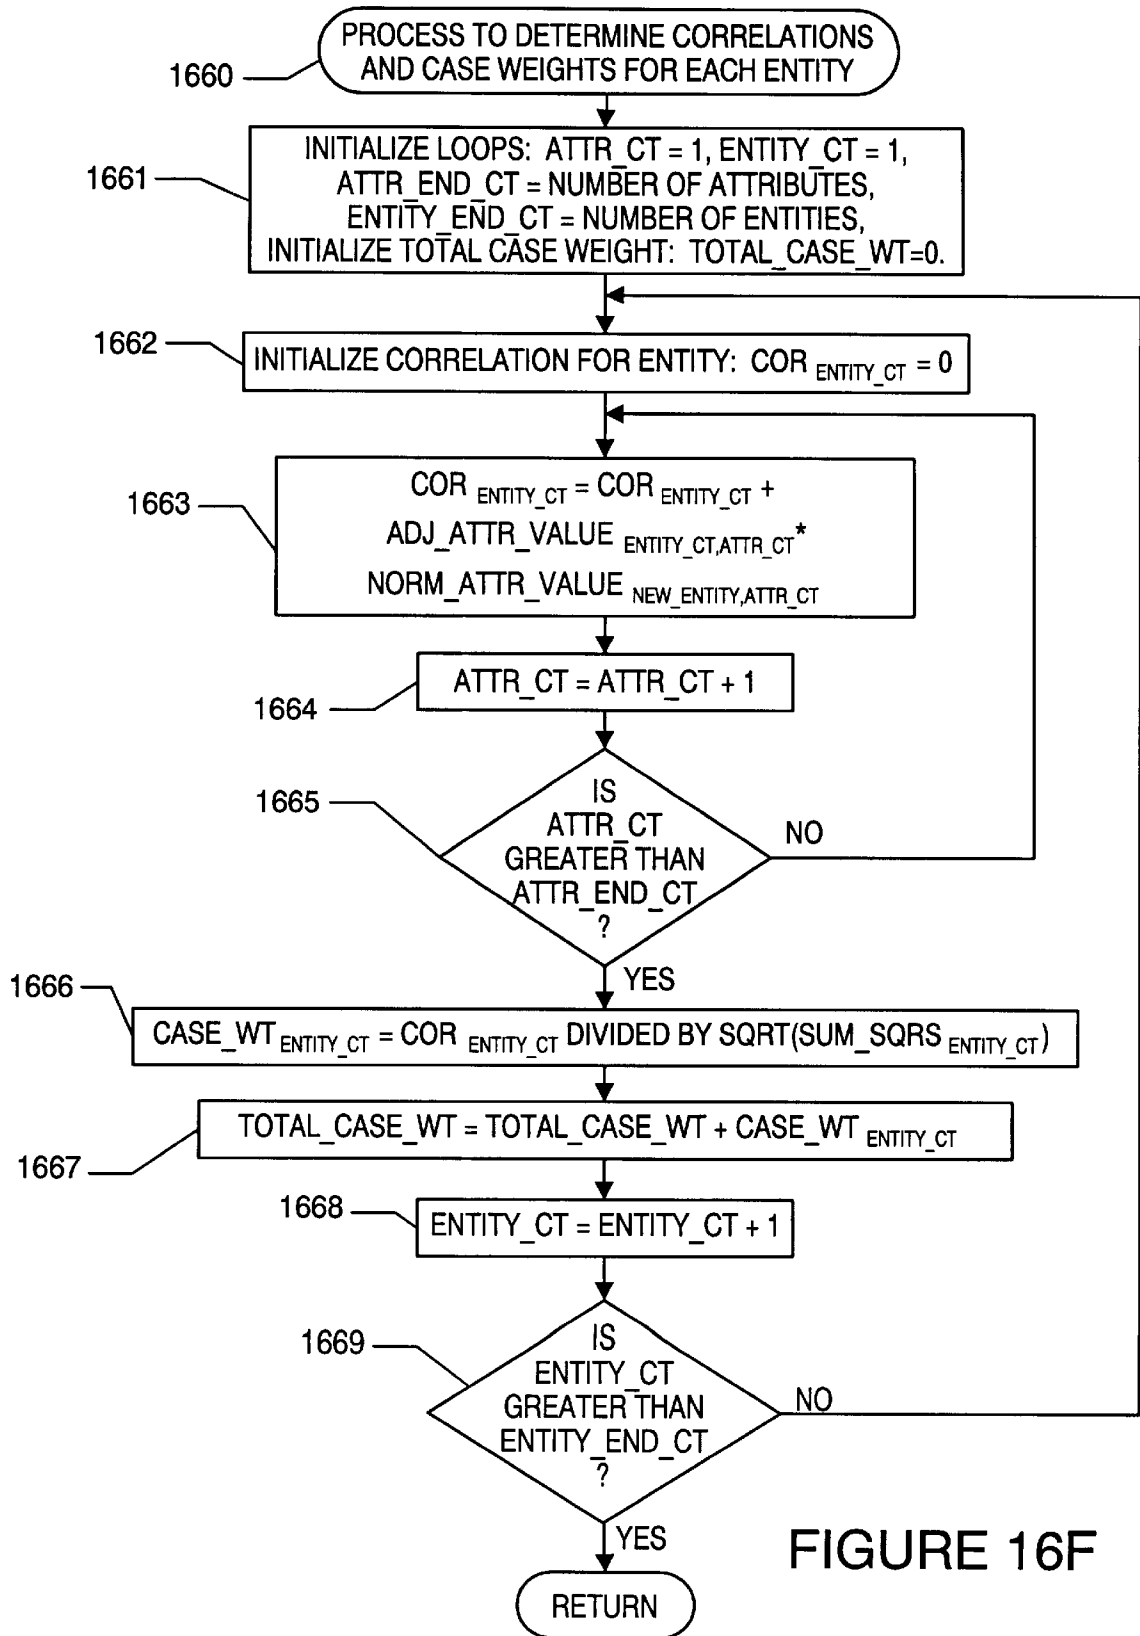 PROCESS TO DETERMINE CORRELATIONS
AND CASE WEIGHTS FOR EACH ENTITY
1660
INITIALIZE LOOPS: ATTR_CT = 1, ENTITY_CT = 1,
ATTR_END_CT = NUMBER OF ATTRIBUTES,
ENTITY_END_CT = NUMBER OF ENTITIES,
INITIALIZE TOTAL CASE WEIGHT: TOTAL_CASE_WT=0.
1661
1662
INITIALIZE CORRELATION FOR ENTITY: COR ENTITY_CT = 0
1663
COR ENTITY_CT = COR ENTITY_CT +
ADJ_ATTR_VALUE ENTITY_CT,ATTR_CT*
NORM_ATTR_VALUE NEW_ENTITY,ATTR_CT
ATTR_CT = ATTR_CT + 1
1664
1665
IS
ATTR_CT
GREATER THAN
ATTR_END_CT
?
NO
YES
1666
CASE_WT ENTITY_CT = COR ENTITY_CT DIVIDED BY SQRT(SUM_SQRS ENTITY_CT)
TOTAL_CASE_WT = TOTAL_CASE_WT + CASE_WT ENTITY_CT
1667
1668
ENTITY_CT = ENTITY_CT + 1
1669
IS
ENTITY_CT
GREATER THAN
ENTITY_END_CT
?
NO
YES
RETURN
FIGURE 16F